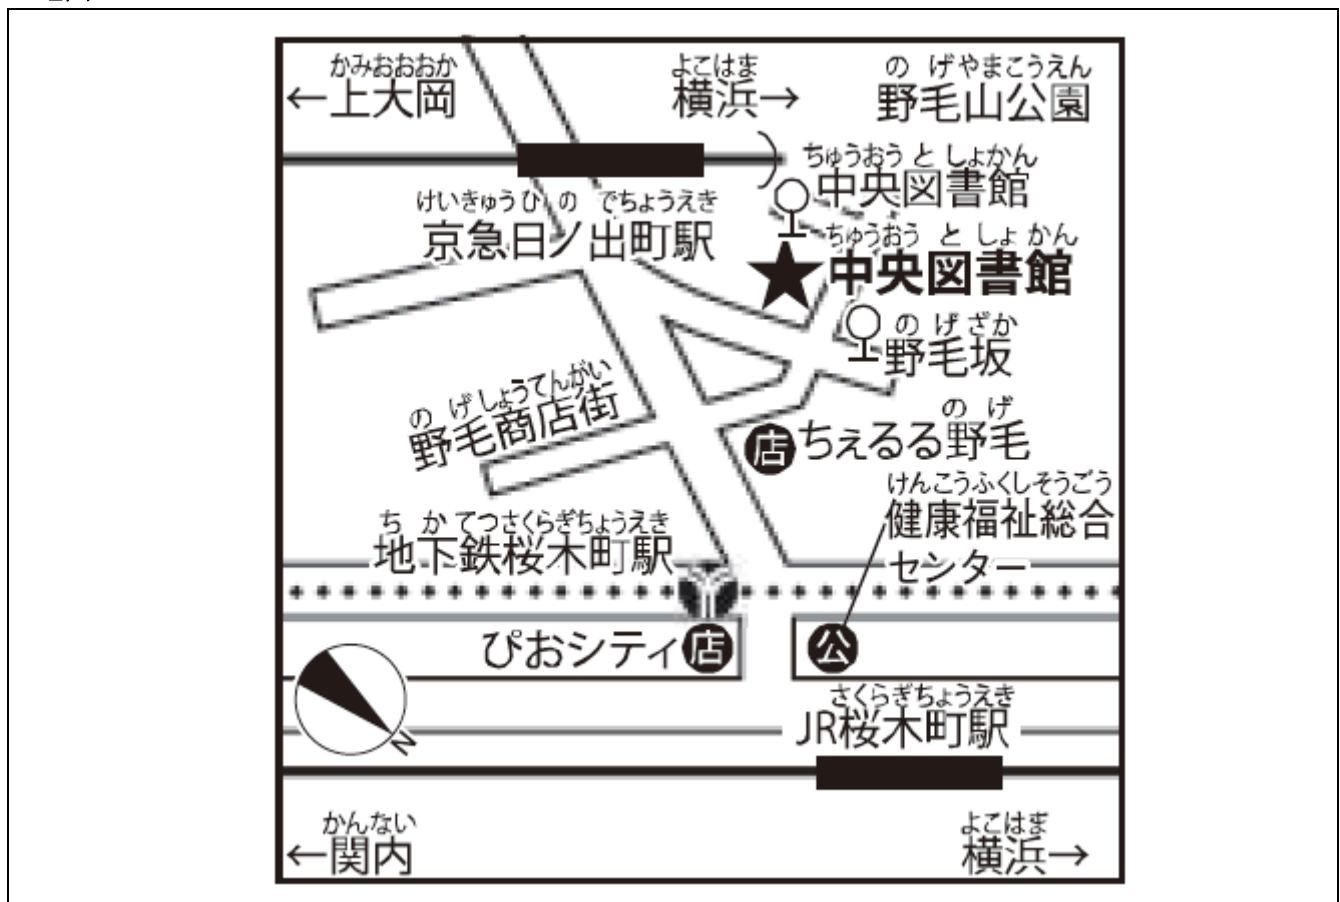 かみおおおか
←上大岡
よこはま
横浜→
の げやまこうえん
野毛山公園
ちゅうおう と しょかん
中央図書館
けいきゅう ひ の でちょうえき
京急日ノ出町駅
ちゅうおう と しょ かん
中央図書館
の げ ざか
野毛坂
の げしょうてんがい
野毛商店街
の げ
店ちぇるる野毛
けんこうふくしそうごう
健康福祉総合
センター
ち か てつさくらぎちょうえき
地下鉄桜木町駅
ぴおシティ店
公
さくらぎちょうえき
JR桜木町駅
N
かんない
←関内
よこはま
横浜→